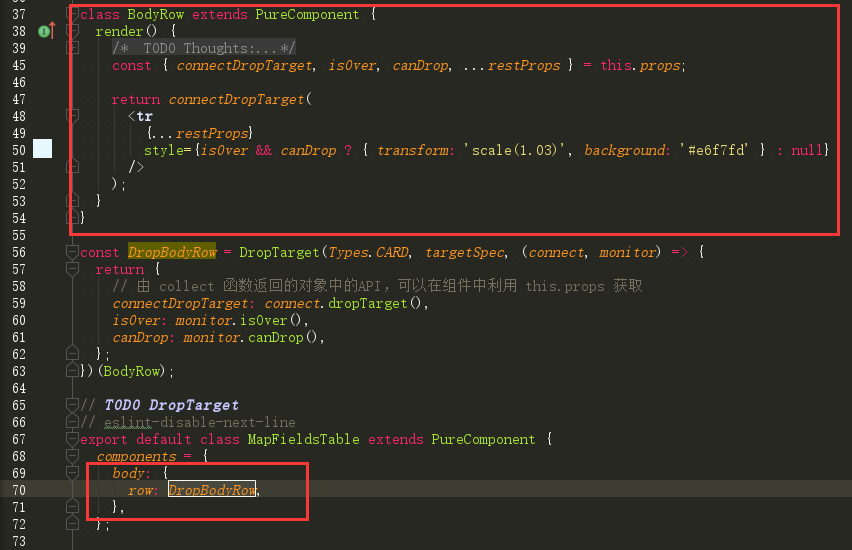 37 class BodyRow extends PureComponent {
38   render() {
39     /*  TODO Thoughts:...*/
45     const { connectDropTarget, isOver, canDrop, ...restProps } = this.props;
46
47     return connectDropTarget(
48       <tr
49         {...restProps}
50         style={isOver && canDrop ? { transform: 'scale(1.03)', background: '#e6f7fd' } : null}
51       />
52     );
53   }
54 }
55
56 const DropBodyRow = DropTarget(Types.CARD, targetSpec, (connect, monitor) => {
57   return {
58     // 由 collect 函数返回的对象中的API，可以在组件中利用 this.props 获取
59     connectDropTarget: connect.dropTarget(),
60     isOver: monitor.isOver(),
61     canDrop: monitor.canDrop(),
62   };
63 })(BodyRow);
64
65 // TODO DropTarget
66 // eslint-disable-next-line
67 export default class MapFieldsTable extends PureComponent {
68   components = {
69     body: {
70       row: DropBodyRow,
71     },
72   };
73